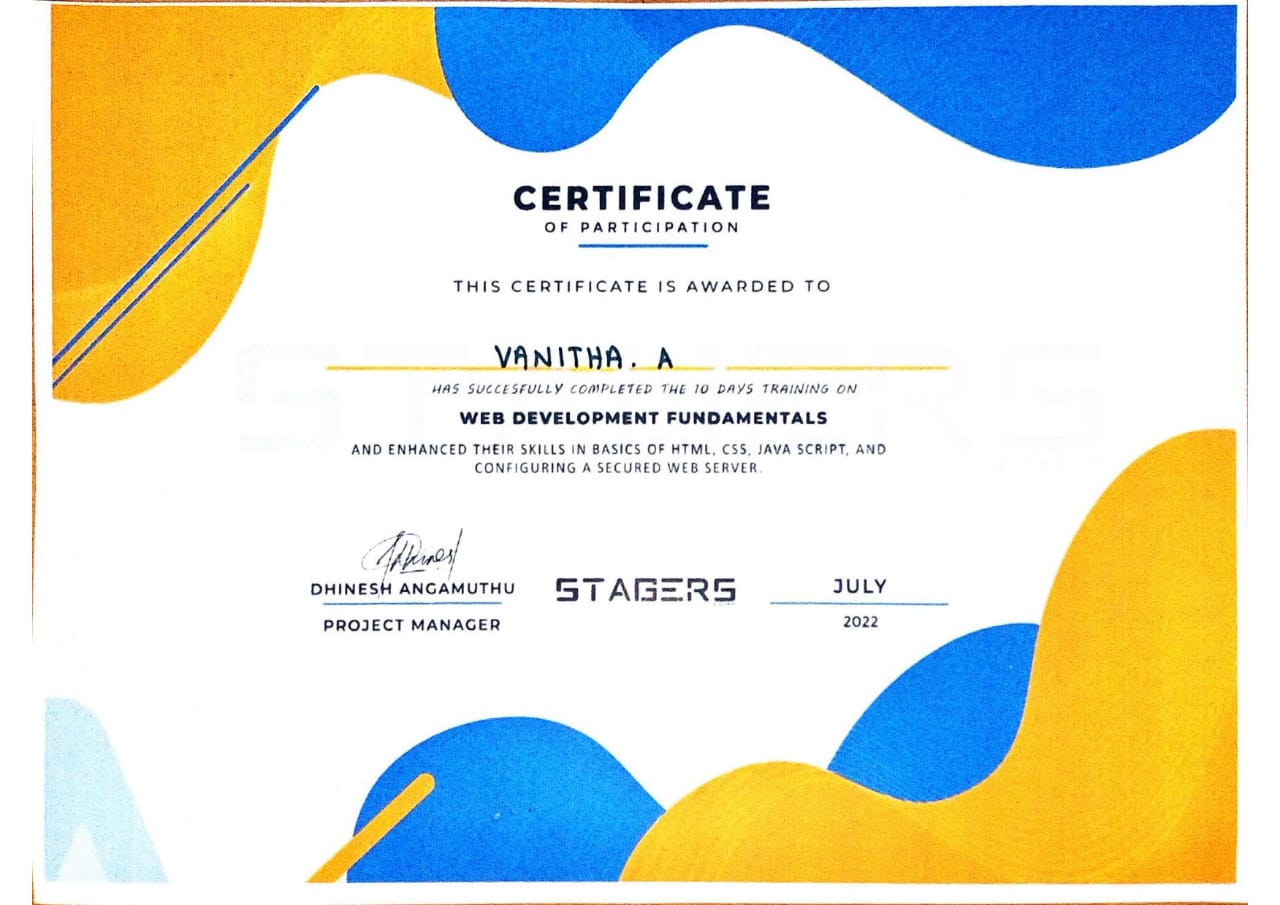 CERTIFICATE
OF PARTICIPATION
THIS CERTIFICATE IS AWARDED TO
VANITHA. A
HAS SUCCESFULLY COMPLETED THE 10 DAYS TRAINING ON
WEB DEVELOPMENT FUNDAMENTALS
AND ENHANCED THEIR SKILLS IN BASICS OF HTML, CSS, JAVA SCRIPT, AND
CONFIGURING A SECURED WEB SERVER.
DHINESH ANGAMUTHU
PROJECT MANAGER
STAGERS
JULY
2022